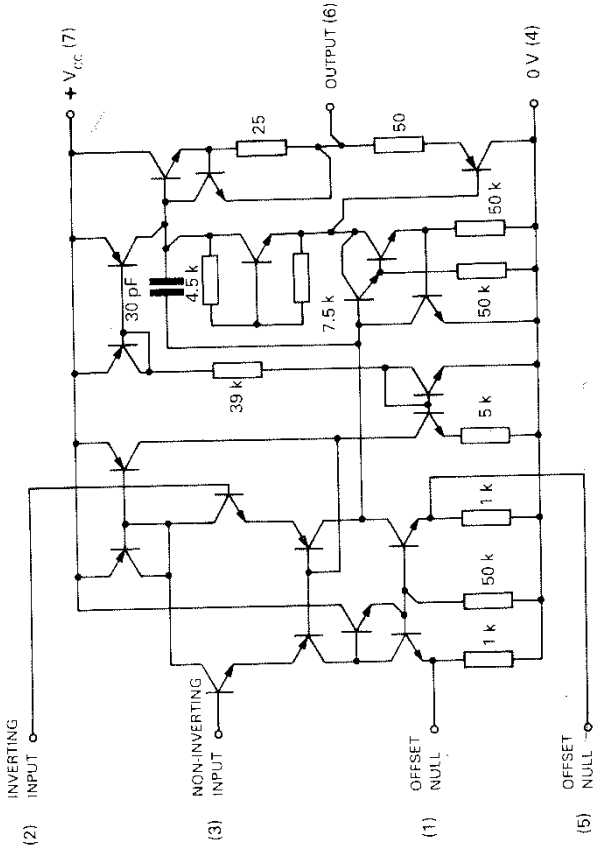 INVERTING
INPUT
(2)
NON-INVERTING
INPUT
(3)
OFFSET
NULL
(1)
OFFSET
NULL
(5)
+ Vcc (7)
OUTPUT (6)
0 V (4)
30 pF
4.5 k
7.5 k
39 k
25
50
50 k
50 k
5 k
1 k
50 k
1 k